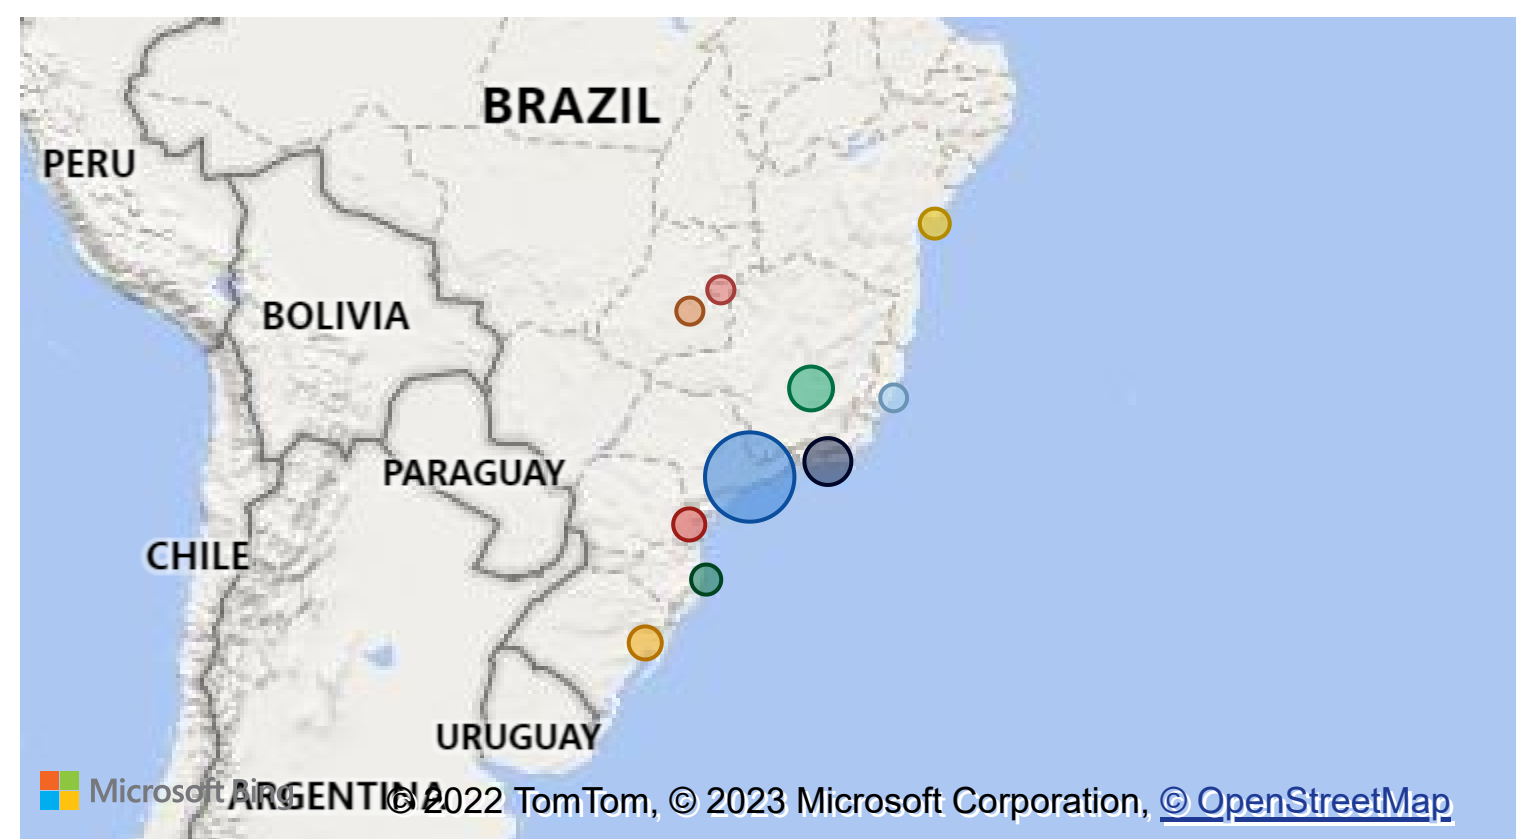 BRAZIL
PERU
BOLIVIA
PARAGUAY
CHILE
URUGUAY
Microsoft Bing
ARGENTINA
© 2022 TomTom, © 2023 Microsoft Corporation, © OpenStreetMap